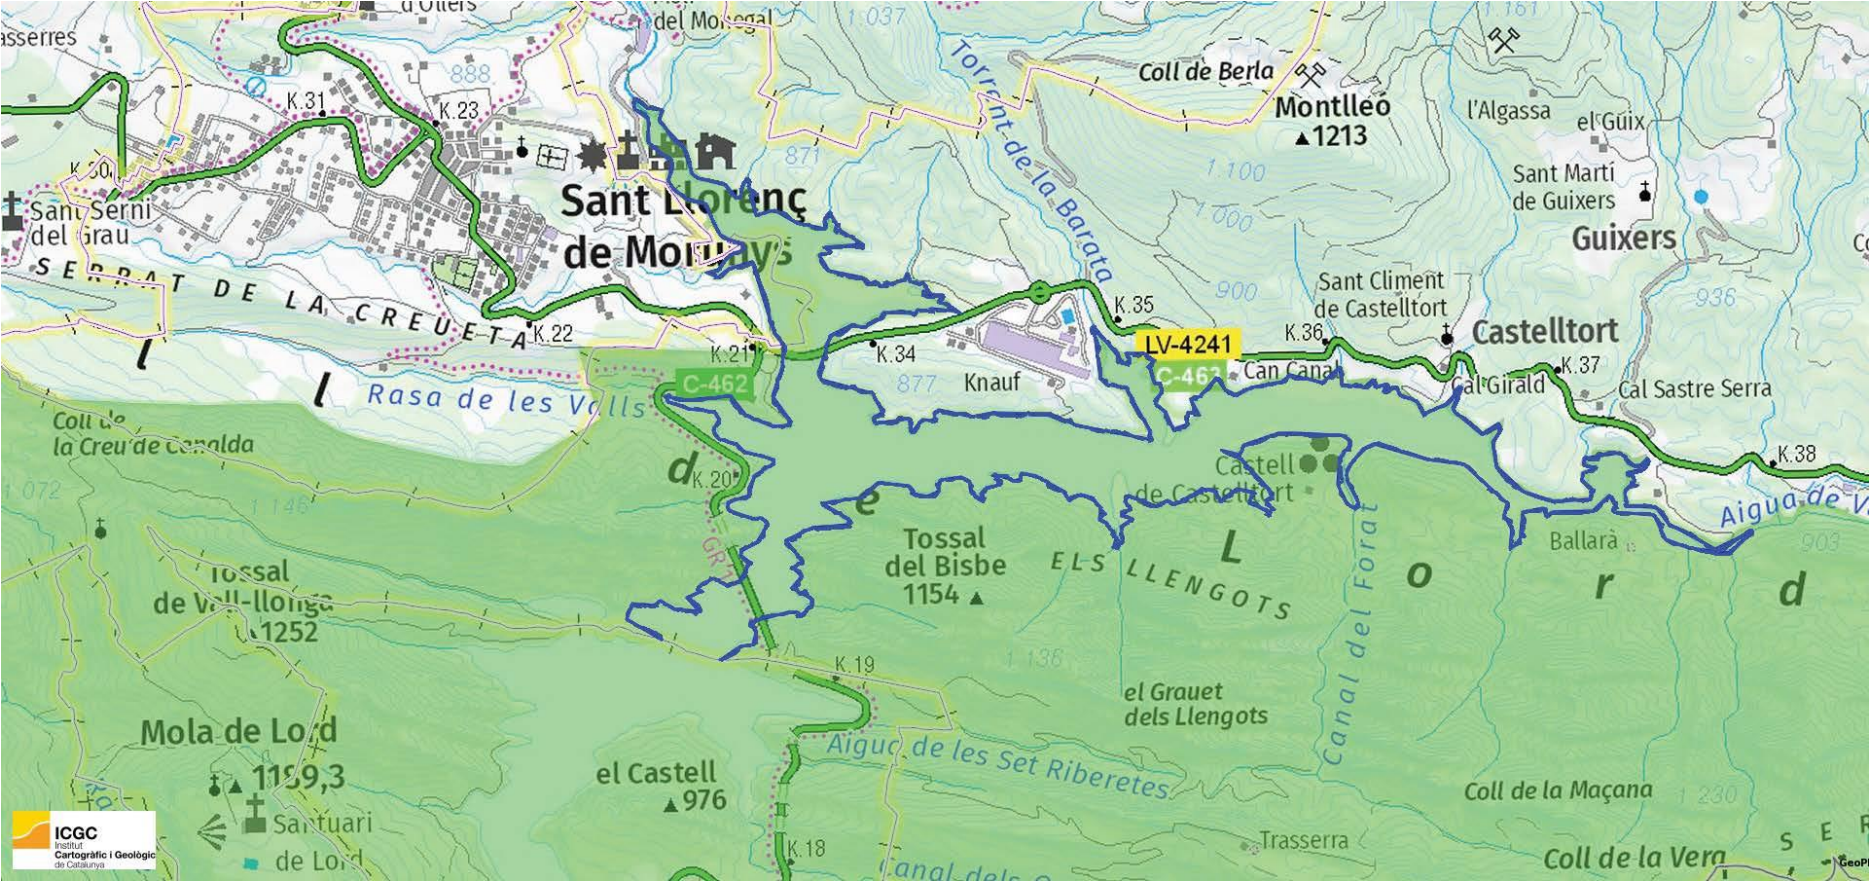 d'Ollers
asserres
del Monegal
1 037
1 161
888
K.31
K.23
Torrent de la Barata
Coll de Berla
Montlleó
1213
l'Algassa
el Güix
871
1 100
1 000
K.30
Sant Serni
del Grau
Sant Llorenç
de Morunys
Sant Martí
de Guixers
Guixers
SERRAT DE LA CREUETA
K.22
K.21
900
936
K.35
Sant Climent
de Castelltort
K.36
Castelltort
LV-4241
C-462
C-462
K.34
877
Knauf
Can Canal
Cal Girald
K.37
Cal Sastre Serra
l
l
d
e
L
o
r
d
Rasa de les Valls
Coll de
la Creu de Canalda
1 072
1 146
K.20
Castell
de Castelltort
K.38
Aigua de V
903
Tossal
del Bisbe
1154
ELS LLENGOTS
Canal del Forat
Ballarà
Tossal
de Vall-llonga
1252
1 136
K.19
el Grauet
dels Llengots
Mola de Lord
1199,3
Aigua de les Set Riberetes
el Castell
976
Coll de la Maçana
1 230
Santuari
de Lord
K.18
Trasserra
Coll de la Vera
S E R
ICGC
Institut
Cartogràfic i Geològic
de Catalunya